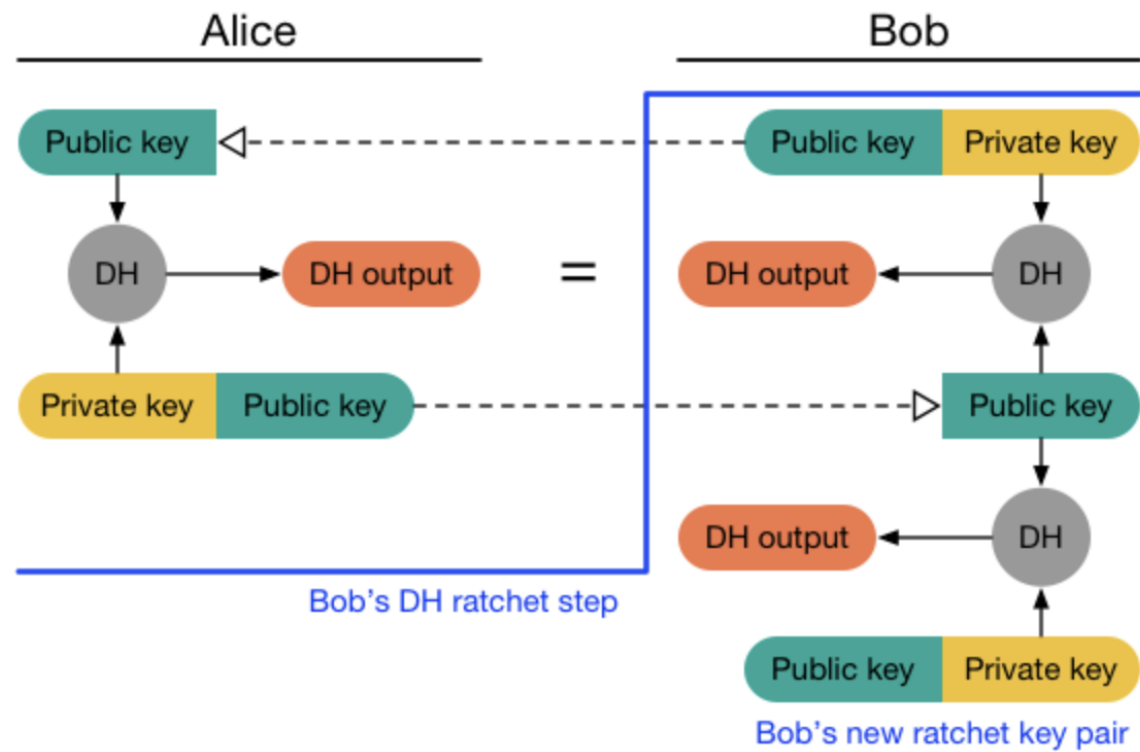 Alice
Bob
Public key
Public key
Private key
DH
DH output
=
DH output
DH
Private key
Public key
Public key
DH output
DH
Bob's DH ratchet step
Public key
Private key
Bob's new ratchet key pair